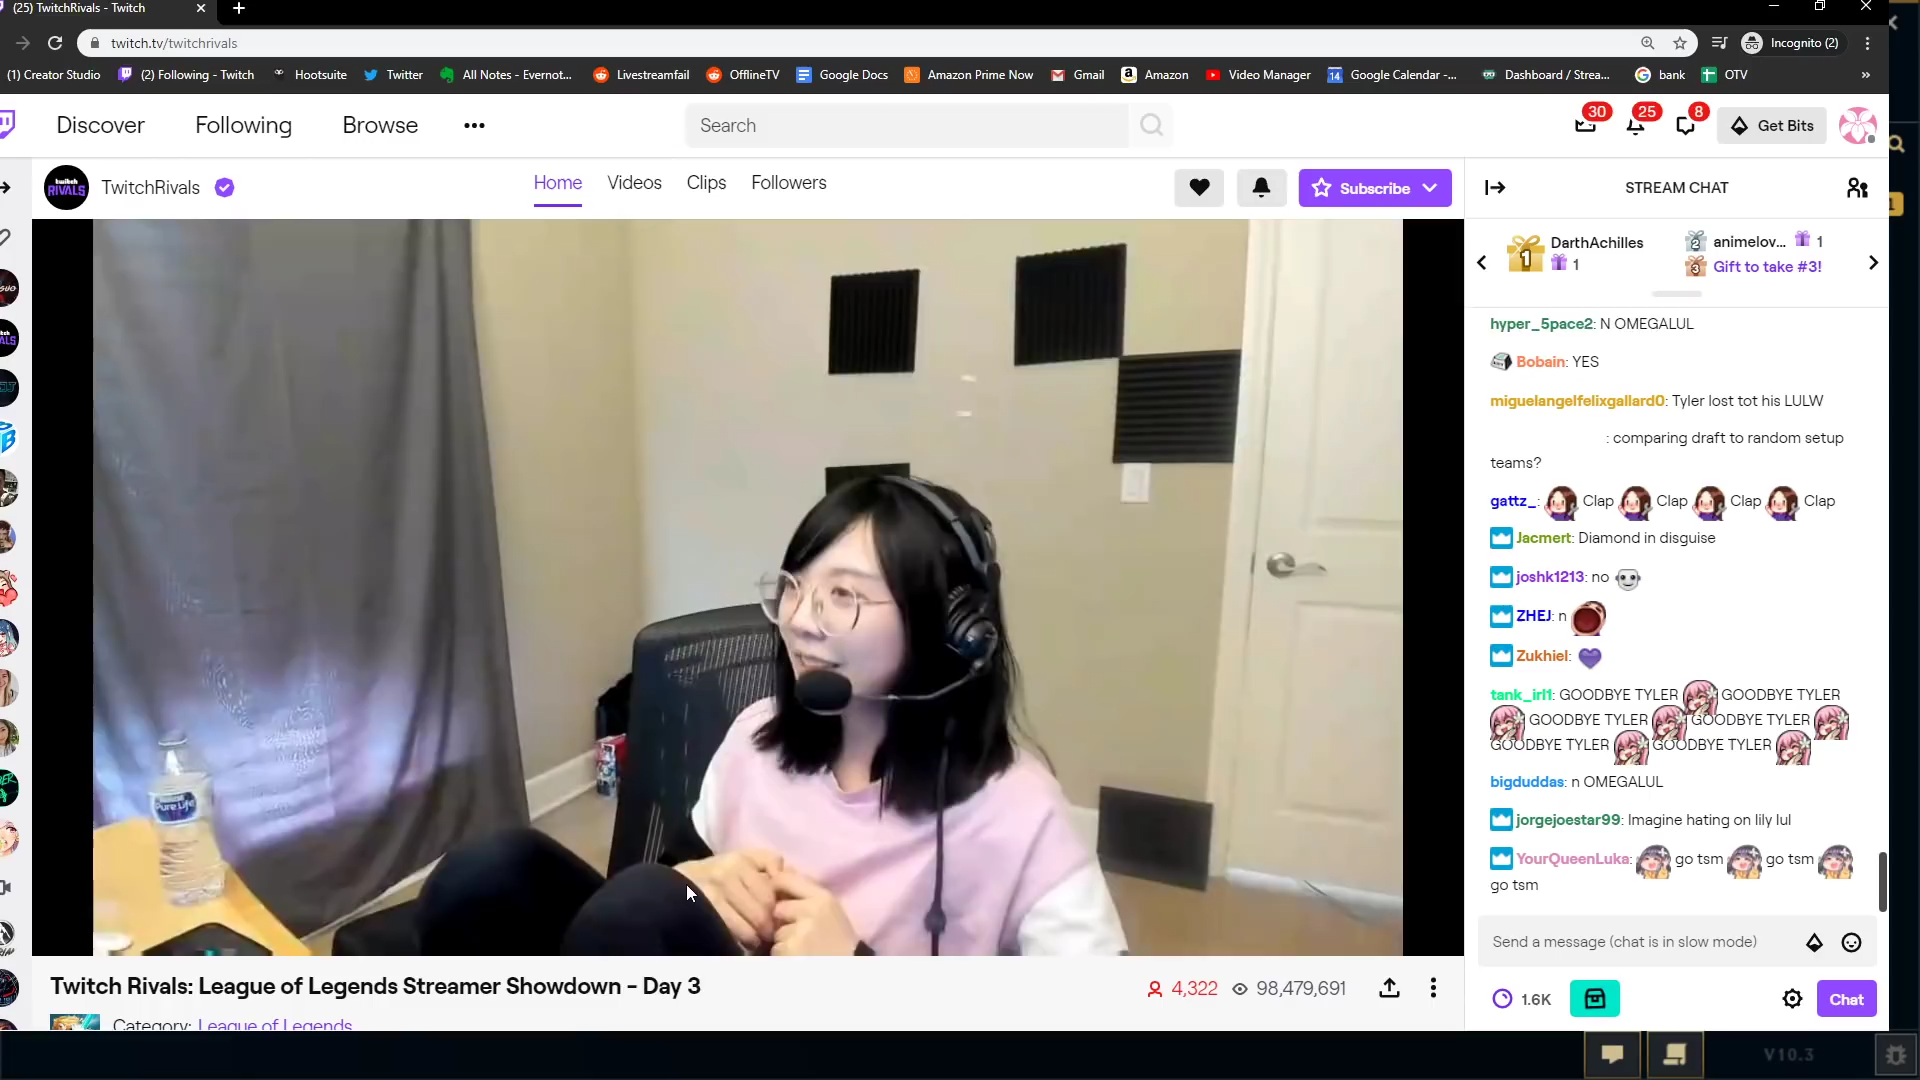 (25) TwitchRivals - Twitch
twitch.tv/twitchrivals
Incognito (2)
(1) Creator Studio
(2) Following - Twitch
Hootsuite
Twitter
All Notes - Evernot...
Livestreamfail
OfflineTV
Google Docs
Amazon Prime Now
Gmail
Amazon
Video Manager
Google Calendar -...
Dashboard / Strea...
bank
OTV
Discover
Following
Browse
Search
30
25
8
Get Bits
TwitchRivals
Home
Videos
Clips
Followers
Subscribe
STREAM CHAT
1 DarthAchilles
1
2 animelov... 1
3 Gift to take #3!
hyper_5pace2: N OMEGALUL
Bobain: YES
miguelangelfelixgallard0: Tyler lost tot his LULW
: comparing draft to random setup
teams?
gattz_: Clap Clap Clap Clap
Jacmert: Diamond in disguise
joshk1213: no
ZHEJ: n
Zukhiel:
tank_irl1: GOODBYE TYLER GOODBYE TYLER
GOODBYE TYLER GOODBYE TYLER
GOODBYE TYLER GOODBYE TYLER
bigduddas: n OMEGALUL
jorgejoestar99: Imagine hating on lily lul
YourQueenLuka: go tsm go tsm
go tsm
Send a message (chat is in slow mode)
1.6K
Chat
Pure Life
Twitch Rivals: League of Legends Streamer Showdown - Day 3
4,322
98,479,691
Category: League of Legends
V10.3